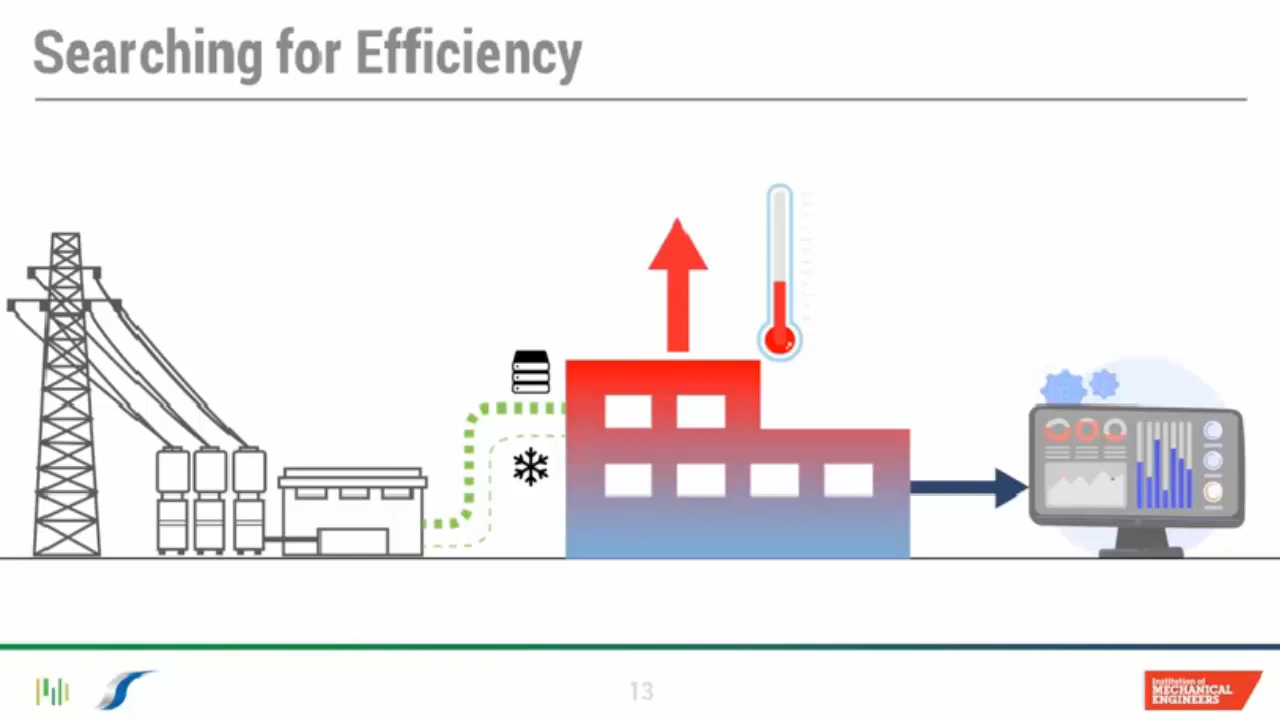 Searching for Efficiency
13
Institution of
MECHANICAL
ENGINEERS